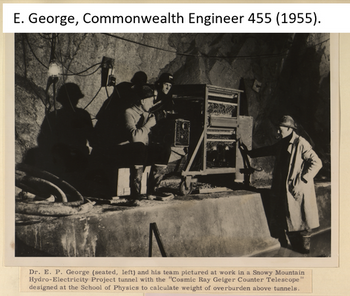 E. George, Commonwealth Engineer 455 (1955).
Dr. E. P. George (seated, left) and his team pictured at work in a Snowy Mountain
Hydro-Electricity Project tunnel with the "Cosmic Ray Geiger Counter Telescope"
designed at the School of Physics to calculate weight of overburden above tunnels.